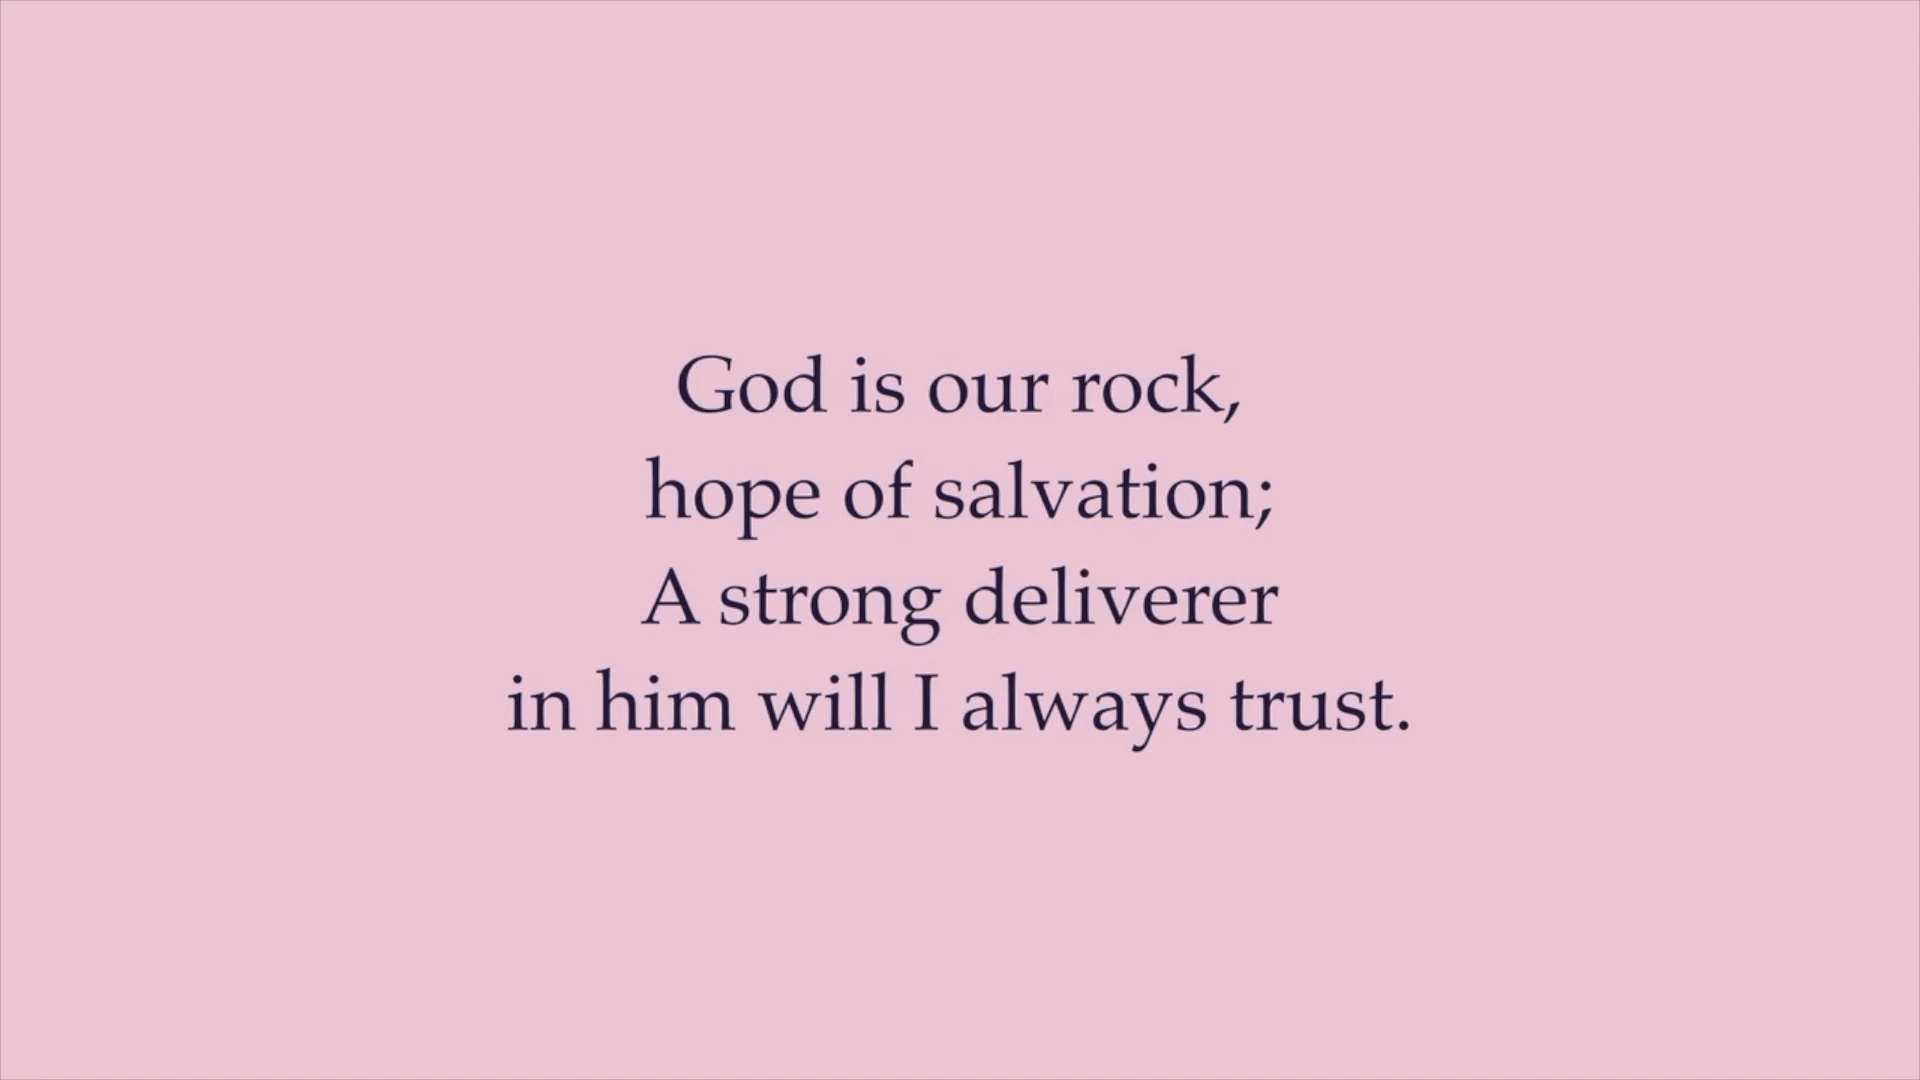 God is our rock,
hope of salvation;
A strong deliverer
in him will I always trust.